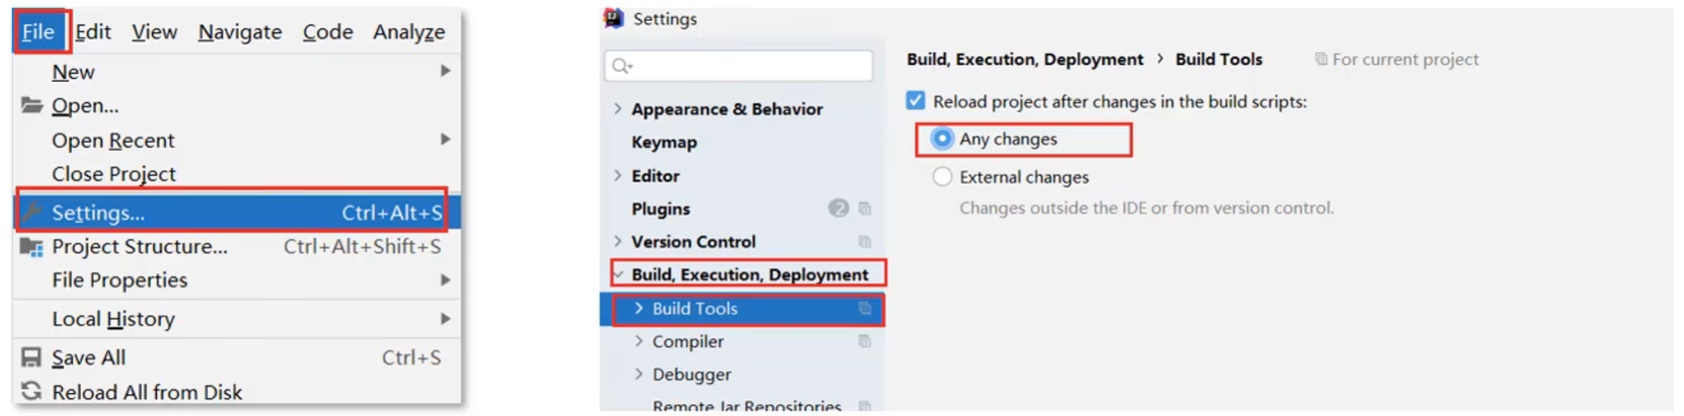 File Edit View Navigate Code Analyze
New
Open...
Open Recent
Close Project
Settings... Ctrl+Alt+S
Project Structure... Ctrl+Alt+Shift+S
File Properties
Local History
Save All Ctrl+S
Reload All from Disk
Settings
Appearance & Behavior
Keymap
Editor
Plugins 2
Version Control
Build, Execution, Deployment
Build Tools
Compiler
Debugger
Remote Jar Repositories
Build, Execution, Deployment > Build Tools For current project
Reload project after changes in the build scripts:
Any changes
External changes
Changes outside the IDE or from version control.